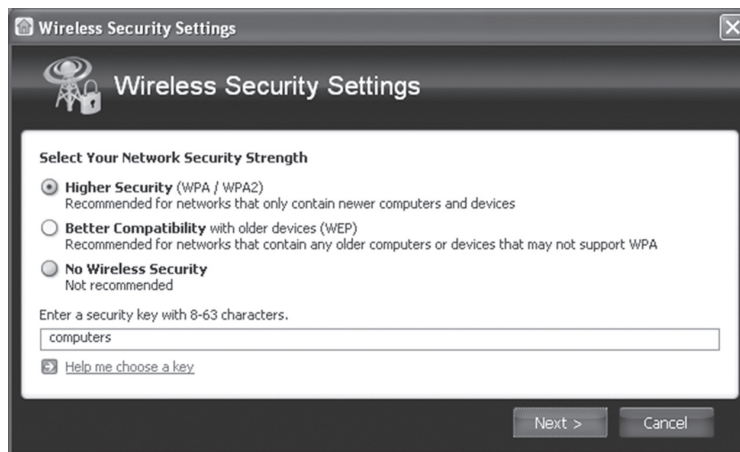 Wireless Security Settings
Wireless Security Settings
Select Your Network Security Strength
Higher Security (WPA / WPA2)
Recommended for networks that only contain newer computers and devices
Better Compatibility with older devices (WEP)
Recommended for networks that contain any older computers or devices that may not support WPA
No Wireless Security
Not recommended
Enter a security key with 8-63 characters.
computers
Help me choose a key
Next > Cancel